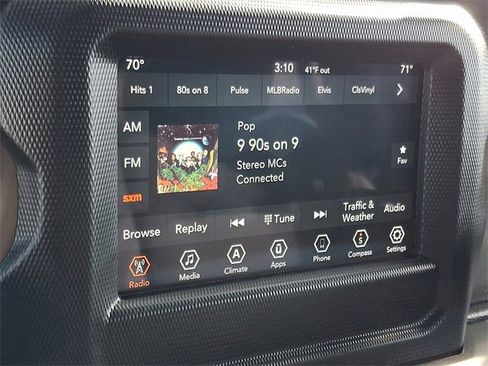 70° 3:10 41°F out 71°
Hits 1 80s on 8 Pulse MLBRadio Elvis ClsVinyl
AM
Pop
9 90s on 9
FM
Stereo MCs
Fav
Connected
sxm
Browse Replay Tune Traffic & Weather Audio
Radio Media Climate Apps Phone Compass Settings